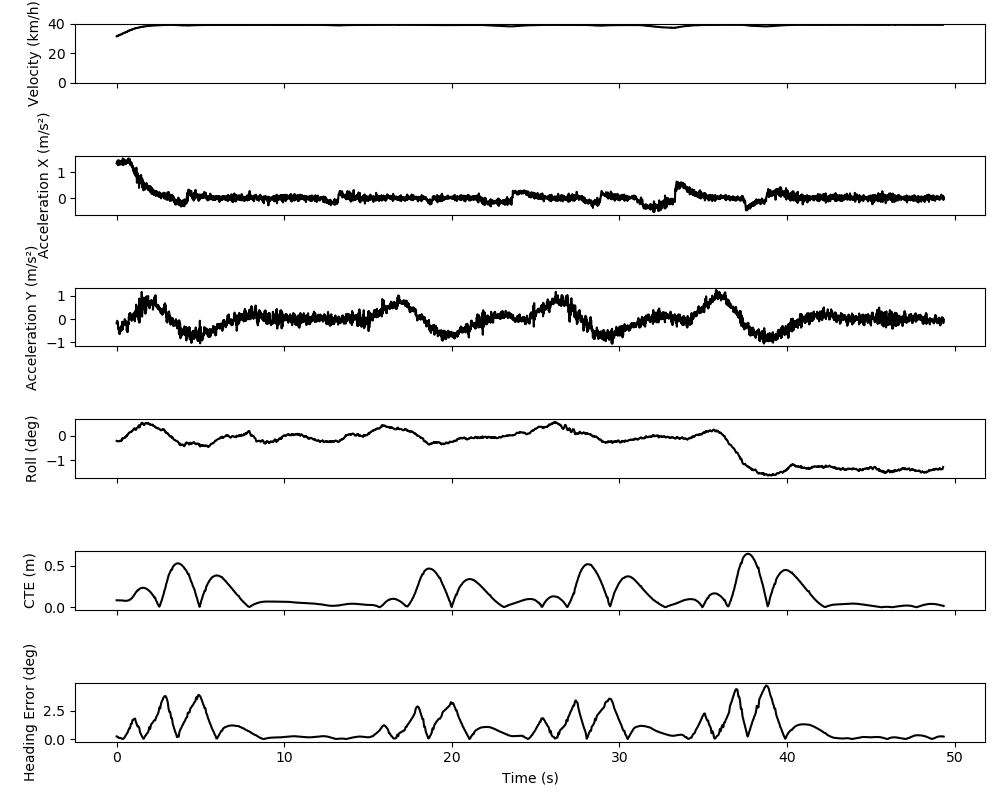 Velocity (km/h)
40
20
0
Acceleration X (m/s²)
1
0
Acceleration Y (m/s²)
1
0
−1
Roll (deg)
0
−1
CTE (m)
0.5
0.0
Heading Error (deg)
2.5
0.0
0 10 20 30 40 50
Time (s)